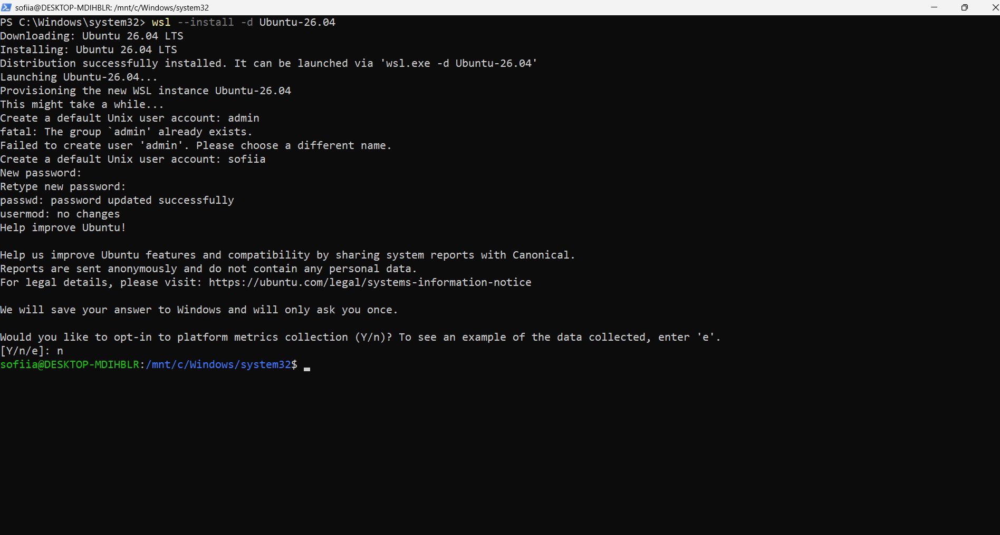 sofiia@DESKTOP-MDIHBLR: /mnt/c/Windows/system32
PS C:\Windows\system32> wsl --install -d Ubuntu-26.04
Downloading: Ubuntu 26.04 LTS
Installing: Ubuntu 26.04 LTS
Distribution successfully installed. It can be launched via 'wsl.exe -d Ubuntu-26.04'
Launching Ubuntu-26.04...
Provisioning the new WSL instance Ubuntu-26.04
This might take a while...
Create a default Unix user account: admin
fatal: The group `admin' already exists.
Failed to create user 'admin'. Please choose a different name.
Create a default Unix user account: sofiia
New password:
Retype new password:
passwd: password updated successfully
usermod: no changes
Help improve Ubuntu!
Help us improve Ubuntu features and compatibility by sharing system reports with Canonical.
Reports are sent anonymously and do not contain any personal data.
For legal details, please visit: https://ubuntu.com/legal/systems-information-notice
We will save your answer to Windows and will only ask you once.
Would you like to opt-in to platform metrics collection (Y/n)? To see an example of the data collected, enter 'e'.
[Y/n/e]: n
sofiia@DESKTOP-MDIHBLR:/mnt/c/Windows/system32$